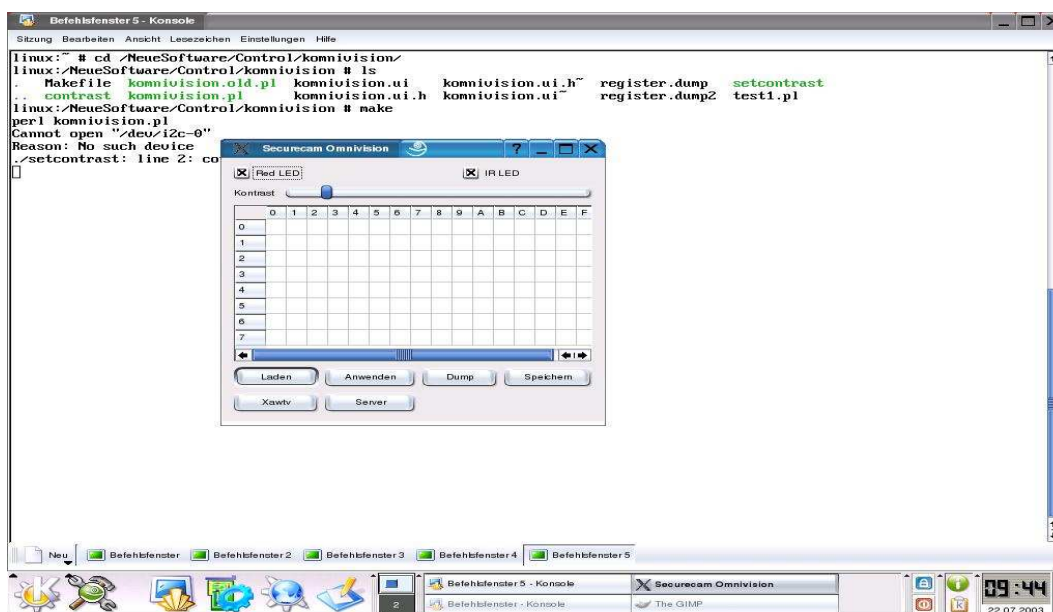 Befehlsfenster 5 - Konsole
Sitzung Bearbeiten Ansicht Lesezeichen Einstellungen Hilfe
linux:~ # cd /NeueSoftware/Control/komnivision/
linux:/NeueSoftware/Control/komnivision # ls
. Makefile komnivision.old.pl komnivision.ui komnivision.ui.h~ register.dump setcontrast
.. contrast komnivision.pl komnivision.ui.h komnivision.ui~ register.dump2 test1.pl
linux:/NeueSoftware/Control/komnivision # make
perl komnivision.pl
Cannot open "/dev/i2c-0"
Reason: No such device
./setcontrast: line 2: co
Securecam Omnivision
Red LED IR LED
Kontrast
0 1 2 3 4 5 6 7 8 9 A B C D E F
0
1
2
3
4
5
6
7
Laden Anwenden Dump Speichern
Xawtv Server
Neu Befehlsfenster Befehlsfenster 2 Befehlsfenster 3 Befehlsfenster 4 Befehlsfenster 5
Befehlsfenster 5 - Konsole Securecam Omnivision
2 Befehlsfenster - Konsole The GIMP
09:44
22.07.2003